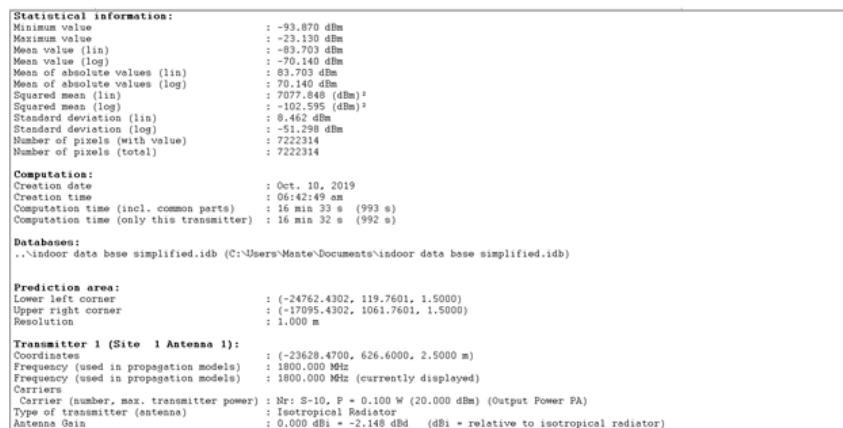 Statistical information:
Minimum value : -93.870 dBm
Maximum value : -23.130 dBm
Mean value (lin) : -83.703 dBm
Mean value (log) : -70.140 dBm
Mean of absolute values (lin) : 83.703 dBm
Mean of absolute values (log) : 70.140 dBm
Squared mean (lin) : 7077.848 (dBm)²
Squared mean (log) : -102.595 (dBm)²
Standard deviation (lin) : 8.462 dBm
Standard deviation (log) : -51.298 dBm
Number of pixels (with value) : 7222314
Number of pixels (total) : 7222314
Computation:
Creation date : Oct. 10, 2019
Creation time : 06:42:49 am
Computation time (incl. common parts) : 16 min 33 s (993 s)
Computation time (only this transmitter) : 16 min 32 s (992 s)
Databases:
..\indoor data base simplified.idb (C:\Users\Mante\Documents\indoor data base simplified.idb)
Prediction area:
Lower left corner : (-24762.4302, 119.7601, 1.5000)
Upper right corner : (-17095.4302, 1061.7601, 1.5000)
Resolution : 1.000 m
Transmitter 1 (Site 1 Antenna 1):
Coordinates : (-23628.4700, 626.6000, 2.5000 m)
Frequency (used in propagation models) : 1800.000 MHz
Frequency (used in propagation models) : 1800.000 MHz (currently displayed)
Carriers
Carrier (number, max. transmitter power) : Nr: S-10, P = 0.100 W (20.000 dBm) (Output Power PA)
Type of transmitter (antenna) : Isotropical Radiator
Antenna Gain : 0.000 dBi = -2.148 dBd (dBi = relative to isotropical radiator)